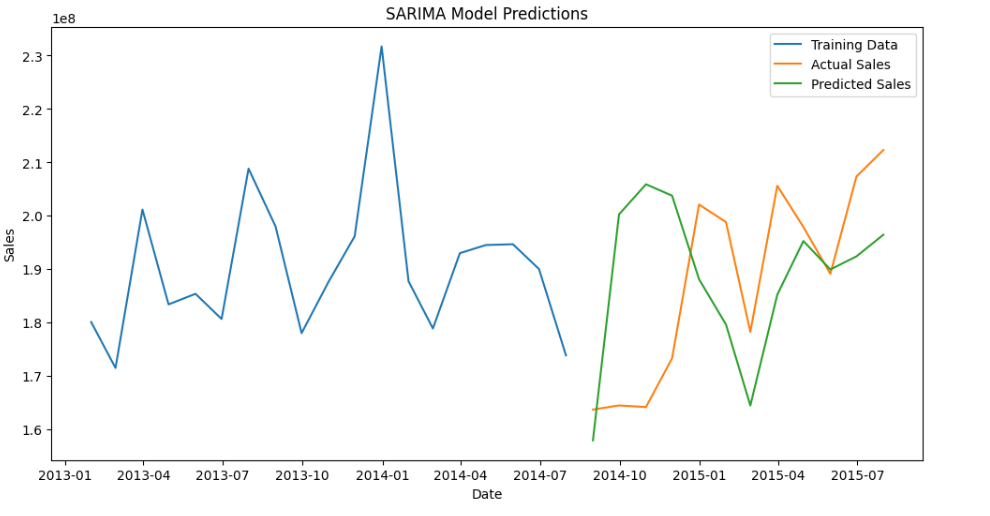 SARIMA Model Predictions
1e8
Training Data
Actual Sales
Predicted Sales
2.3
2.2
2.1
2.0
1.9
1.8
1.7
1.6
Sales
2013-01 2013-04 2013-07 2013-10 2014-01 2014-04 2014-07 2014-10 2015-01 2015-04 2015-07
Date